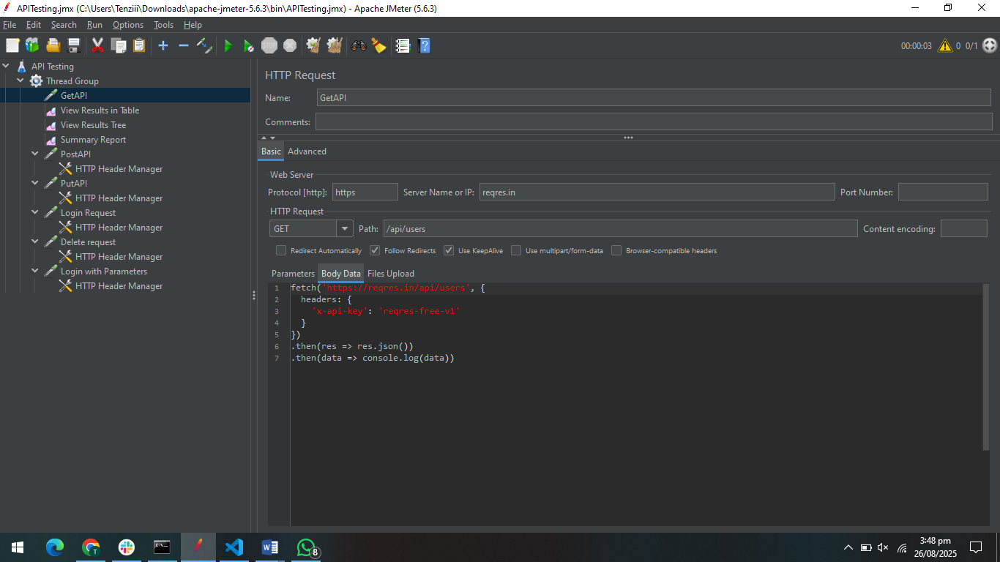 APITesting.jmx (C:\Users\Tenziii\Downloads\apache-jmeter-5.6.3\bin\APITesting.jmx) - Apache JMeter (5.6.3)
File Edit Search Run Options Tools Help
STOP
00:00:03 0 0/1
API Testing
Thread Group
GetAPI
View Results in Table
View Results Tree
Summary Report
PostAPI
HTTP Header Manager
PutAPI
HTTP Header Manager
Login Request
HTTP Header Manager
Delete request
HTTP Header Manager
Login with Parameters
HTTP Header Manager
HTTP Request
Name: GetAPI
Comments:
Basic Advanced
Web Server
Protocol [http]: https Server Name or IP: reqres.in Port Number:
HTTP Request
GET Path: /api/users Content encoding:
Redirect Automatically Follow Redirects Use KeepAlive Use multipart/form-data Browser-compatible headers
Parameters Body Data Files Upload
1 fetch('https://reqres.in/api/users', {
2 headers: {
3 'x-api-key': 'reqres-free-v1'
4 }
5 })
6 .then(res => res.json())
7 .then(data => console.log(data))
T
8
3:48 pm
26/08/2025